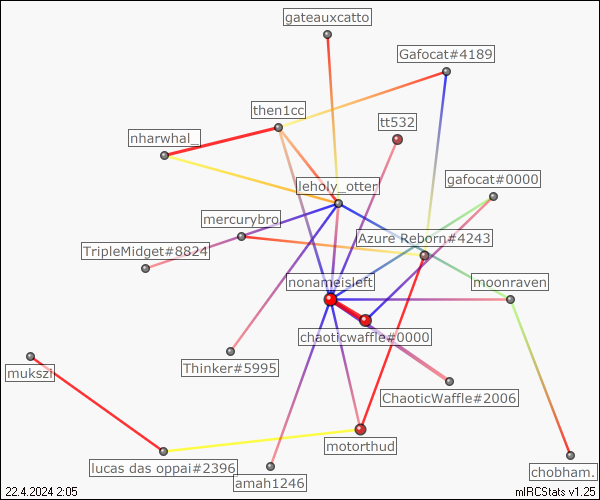 gateauxcatto
Gafocat#4189
then1cc
tt532
nharwhal_
gafocat#0000
leholy_otter
mercurybro
Azure Reborn#4243
TripleMidget#8824
nonameisleft
moonraven
chaoticwaffle#0000
Thinker#5995
mukszi
ChaoticWaffle#2006
motorthud
lucas das oppai#2396
chobham.
amah1246
22.4.2024 2:05
mIRCStats v1.25